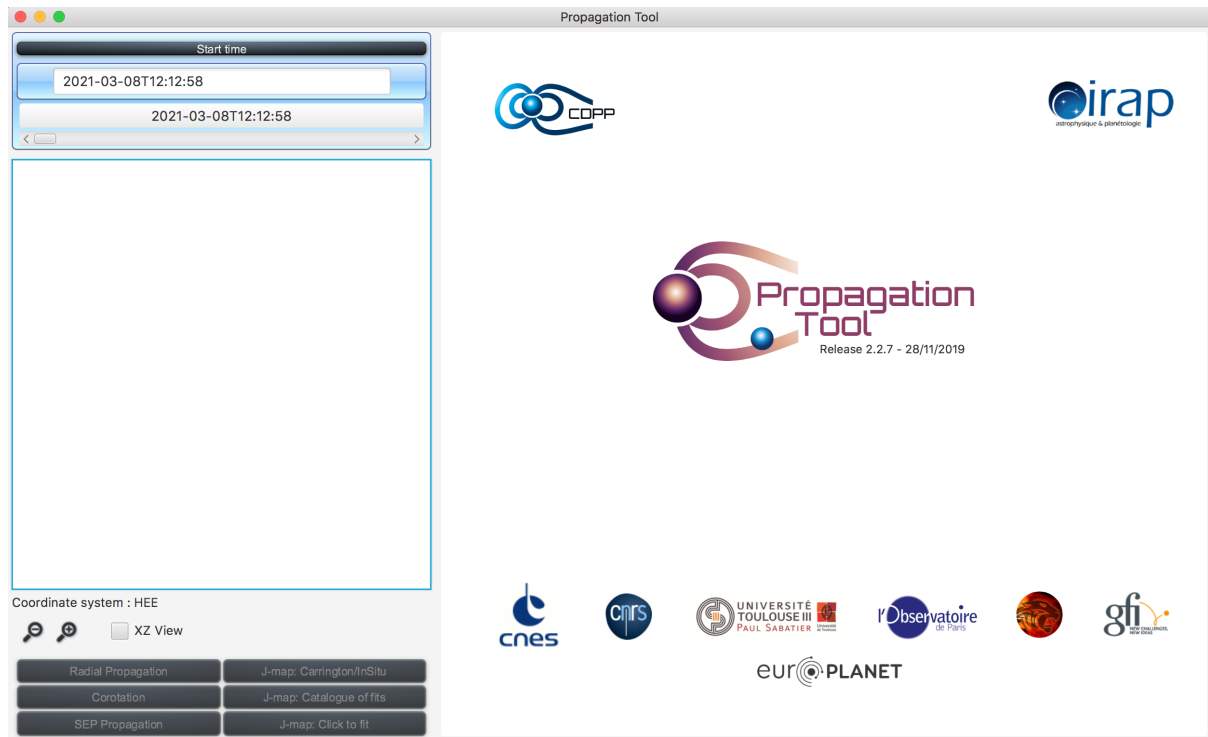 Propagation Tool
Start time
2021-03-08T12:12:58
2021-03-08T12:12:58
Coordinate system : HEE
XZ View
Radial Propagation
J-map: Carrington/InSitu
Corotation
J-map: Catalogue of fits
SEP Propagation
J-map: Click to fit
CDPP
irap
astrophysique & planétologie
Propagation
Tool
Release 2.2.7 - 28/11/2019
cnes
cnrs
UNIVERSITÉ
TOULOUSE III
PAUL SABATIER
l'Observatoire
de Paris
gfi
NEW CHALLENGES.
NEW IDEAS.
EUROPLANET